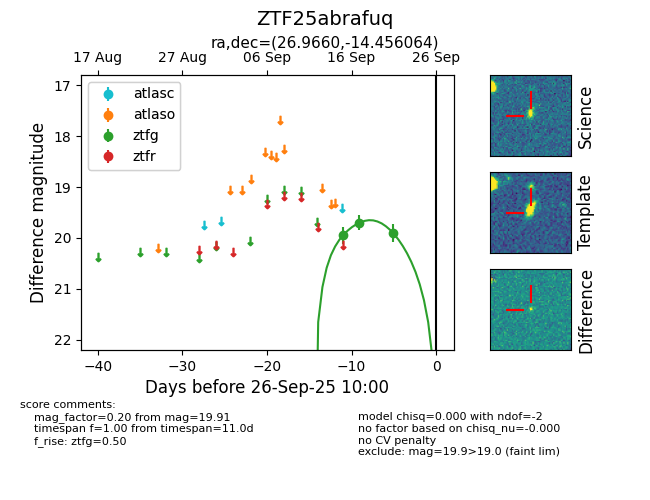 ZTF25abrafuq
ra,dec=(26.9660,-14.456064)
17 Aug 27 Aug 06 Sep 16 Sep 26 Sep
17
18
19
20
21
22
Difference magnitude
atlasc
atlaso
ztfg
ztfr
−40 −30 −20 −10 0
Days before 26-Sep-25 10:00
Science
Template
Difference
score comments:
mag_factor=0.20 from mag=19.91
timespan f=1.00 from timespan=11.0d
f_rise: ztfg=0.50
model chisq=0.000 with ndof=-2
no factor based on chisq_nu=-0.000
no CV penalty
exclude: mag=19.9>19.0 (faint lim)